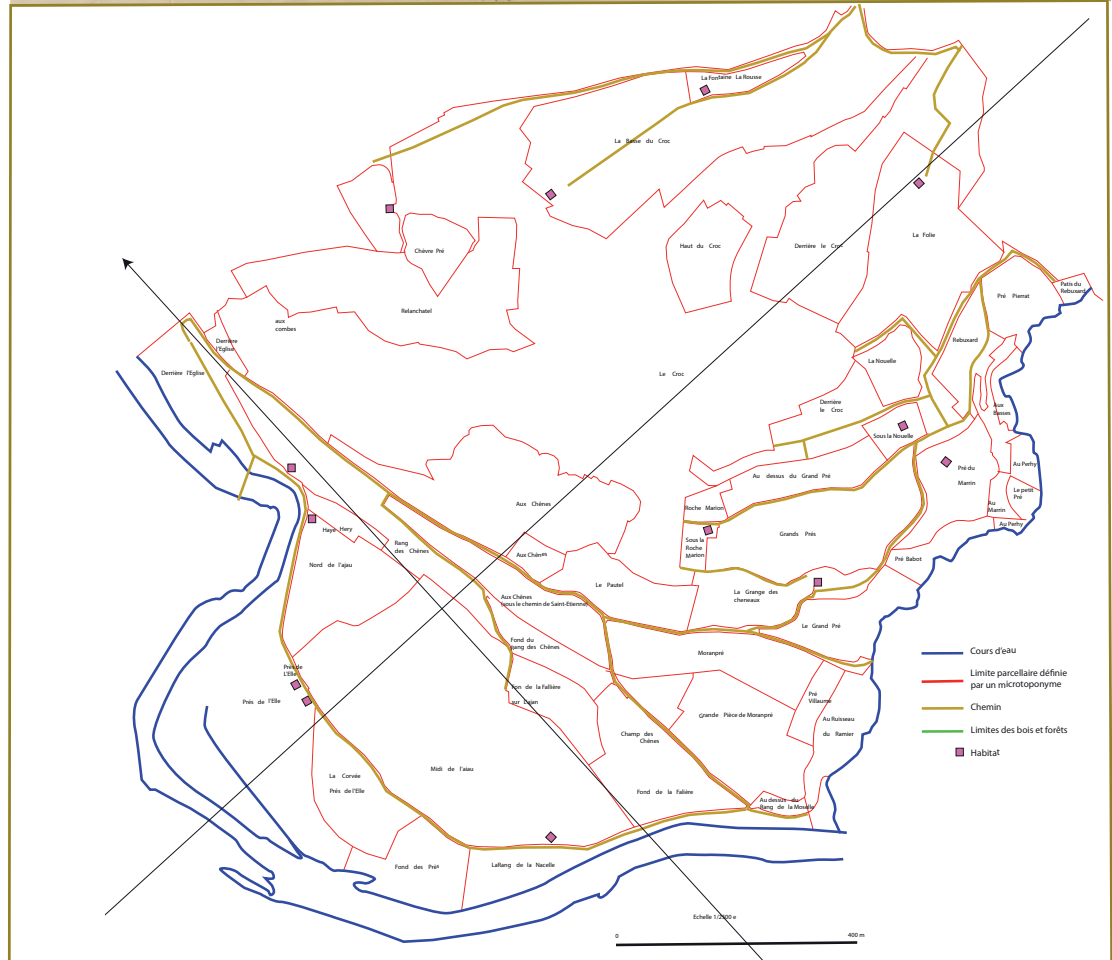 La Fontaine La Rousse
La Basse du Croc
Chèvre Pré
Haut du Croc
Derrière le Croc
La Folie
Relanchatel
aux
combes
Derrière
l'Eglise
Derrière l'Eglise
Pré Pierrat
Patis du
Rebuxard
Rebuxard
La Nouelle
Le Croc
Derrière
le Croc
Aux
Basses
Sous la Nouelle
Au dessus du Grand Pré
Pré du
Marrin
Au Perhy
Le petit
Pré
Au
Marrin
Au Perhy
Aux Chênes
Roche Marion
Haye Hery
Rang
des Chênes
Grands Prés
Sous la
Roche
Marion
Aux Chênes
Pré Babot
Nord de l'ajau
Le Pautel
La Grange des
cheneaux
Aux Chênes
(sous le chemin de Saint-Etienne)
Le Grand Pré
Fond du
Rang des Chênes
Moranpré
Cours d'eau
Limite parcellaire définie
par un microtoponyme
Chemin
Limites des bois et forêts
Habitat
Prés de
L'Elle
Prés de l'Elle
Fon de la Fallière
sur Lajan
Pré
Villaume
Grande Pièce de Moranpré
Au Ruisseau
du Ramier
Champ des
Chênes
Midi de l'aiau
La Corvée
Prés de l'Elle
Fond de la Falière
Au dessus du
Rang de la Moselle
Fond des Prés
LaRang de la Nacelle
Echelle 1/2500 e
0 400 m